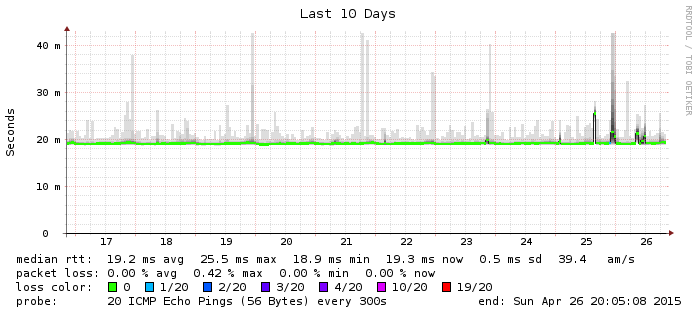 Last 10 Days
RRDTOOL / TOBI OETIKER
Seconds
40 m
30 m
20 m
10 m
0
17 18 19 20 21 22 23 24 25 26
median rtt: 19.2 ms avg 25.5 ms max 18.9 ms min 19.3 ms now 0.5 ms sd 39.4 am/s
packet loss: 0.00 % avg 0.42 % max 0.00 % min 0.00 % now
loss color: 0 1/20 2/20 3/20 4/20 10/20 19/20
probe: 20 ICMP Echo Pings (56 Bytes) every 300s end: Sun Apr 26 20:05:08 2015